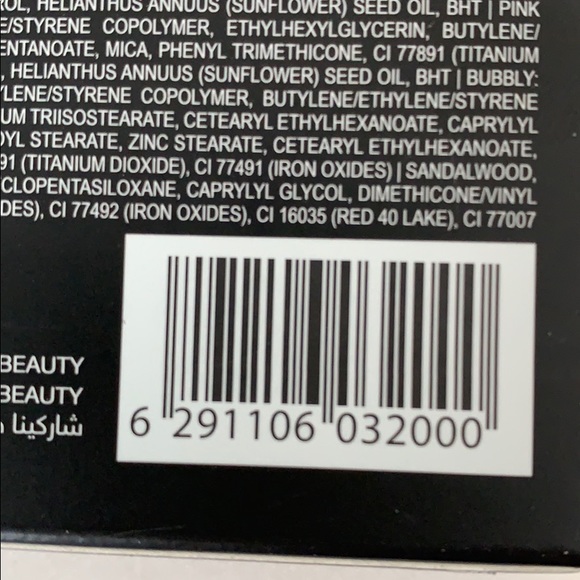 HELIANTHUS ANNUUS (SUNFLOWER) SEED OIL, BHT | PINK
E/STYRENE COPOLYMER, ETHYLHEXYLGLYCERIN, BUTYLENE/
ENTANOATE, MICA, PHENYL TRIMETHICONE, CI 77891 (TITANIUM
, HELIANTHUS ANNUUS (SUNFLOWER) SEED OIL, BHT | BUBBLY:
YLENE/STYRENE COPOLYMER, BUTYLENE/ETHYLENE/STYRENE
UM TRIISOSTEARATE, CETEARYL ETHYLHEXANOATE, CAPRYLYL
OYL STEARATE, ZINC STEARATE, CETEARYL ETHYLHEXANOATE,
91 (TITANIUM DIOXIDE), CI 77491 (IRON OXIDES) | SANDALWOOD,
CLOPENTASILOXANE, CAPRYLYL GLYCOL, DIMETHICONE/VINYL
DES), CI 77492 (IRON OXIDES), CI 16035 (RED 40 LAKE), CI 77007
BEAUTY
BEAUTY
شاركينا
6 291106 032000